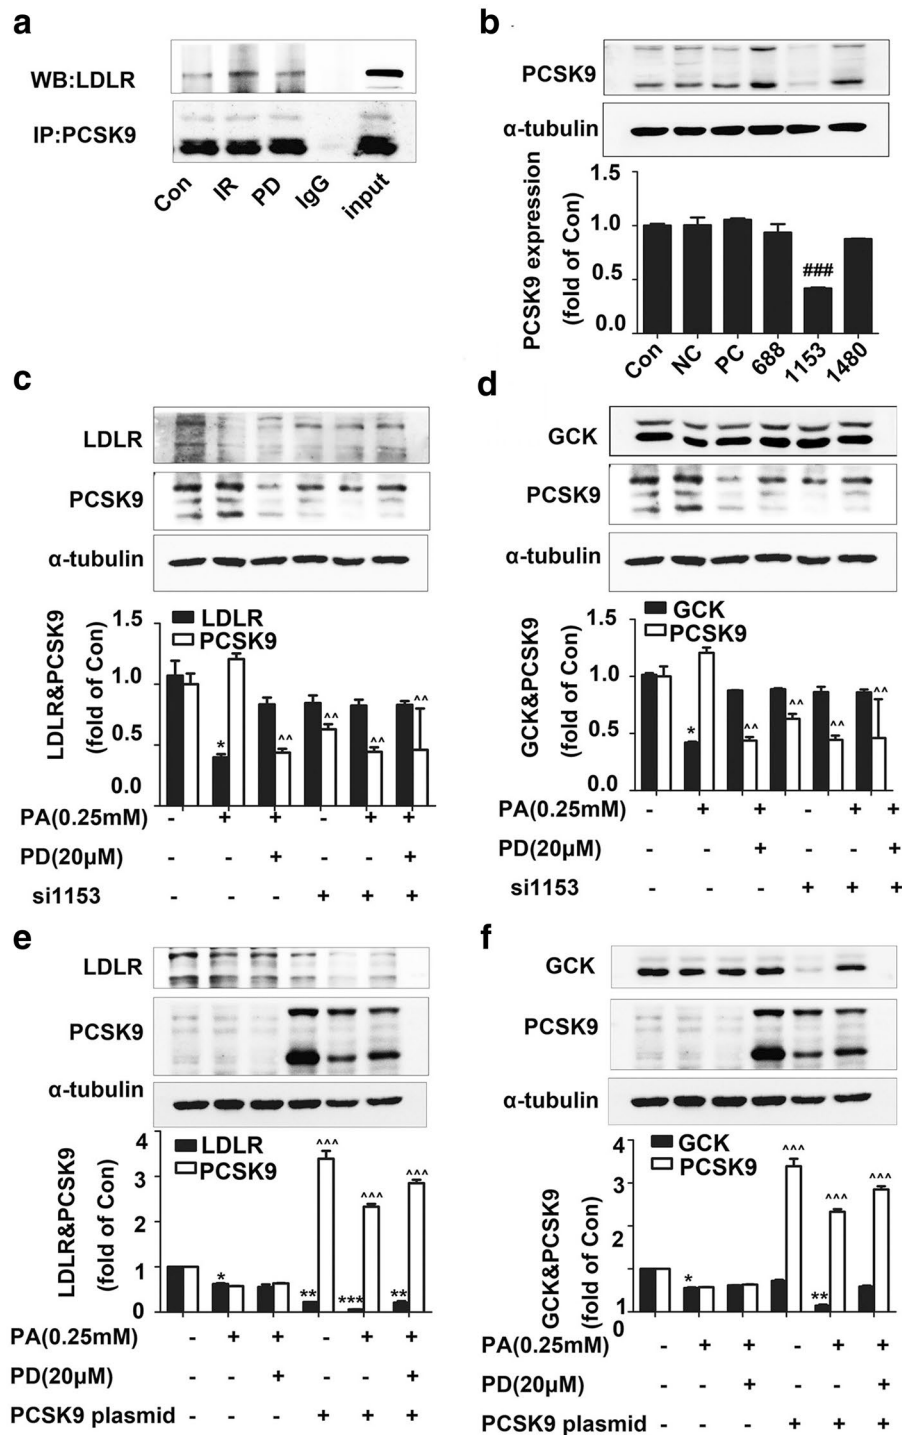 a
WB:LDLR
IP:PCSK9
Con IR PD IgG input
b
PCSK9
α-tubulin
PCSK9 expression
(fold of Con)
1.5
1.0
0.5
0.0
###
Con NC PC 688 1153 1480
c
LDLR
PCSK9
α-tubulin
LDLR&PCSK9
(fold of Con)
1.5
1.0
0.5
0.0
LDLR
PCSK9
* ^^ ^^ ^^ ^^
PA(0.25mM) - + + - + +
PD(20μM) - - + - - +
si1153 - - - + + +
d
GCK
PCSK9
α-tubulin
GCK&PCSK9
(fold of Con)
1.5
1.0
0.5
0.0
GCK
PCSK9
* ^^ ^^ ^^ ^^
PA(0.25mM) - + + - + +
PD(20μM) - - + - - +
si1153 - - - + + +
e
LDLR
PCSK9
α-tubulin
LDLR&PCSK9
(fold of Con)
4
3
2
1
0
LDLR
PCSK9
* ** ^^^ *** ^^^ ** ^^^
PA(0.25mM) - + + - + +
PD(20μM) - - + - - +
PCSK9 plasmid - - - + + +
f
GCK
PCSK9
α-tubulin
GCK&PCSK9
(fold of Con)
4
3
2
1
0
GCK
PCSK9
* ^^^ ** ^^^ ^^^
PA(0.25mM) - + + - + +
PD(20μM) - - + - - +
PCSK9 plasmid - - - + + +